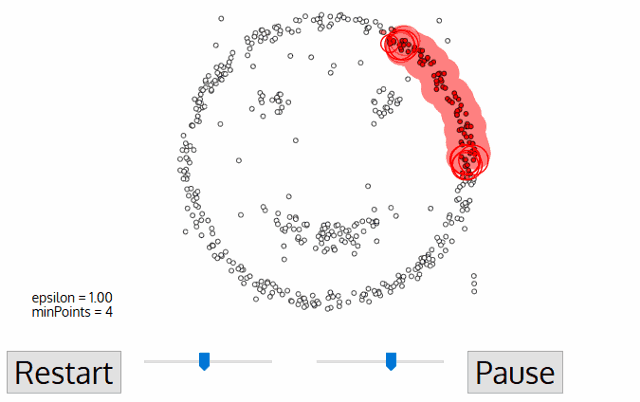 epsilon = 1.00
minPoints = 4
Restart
Pause